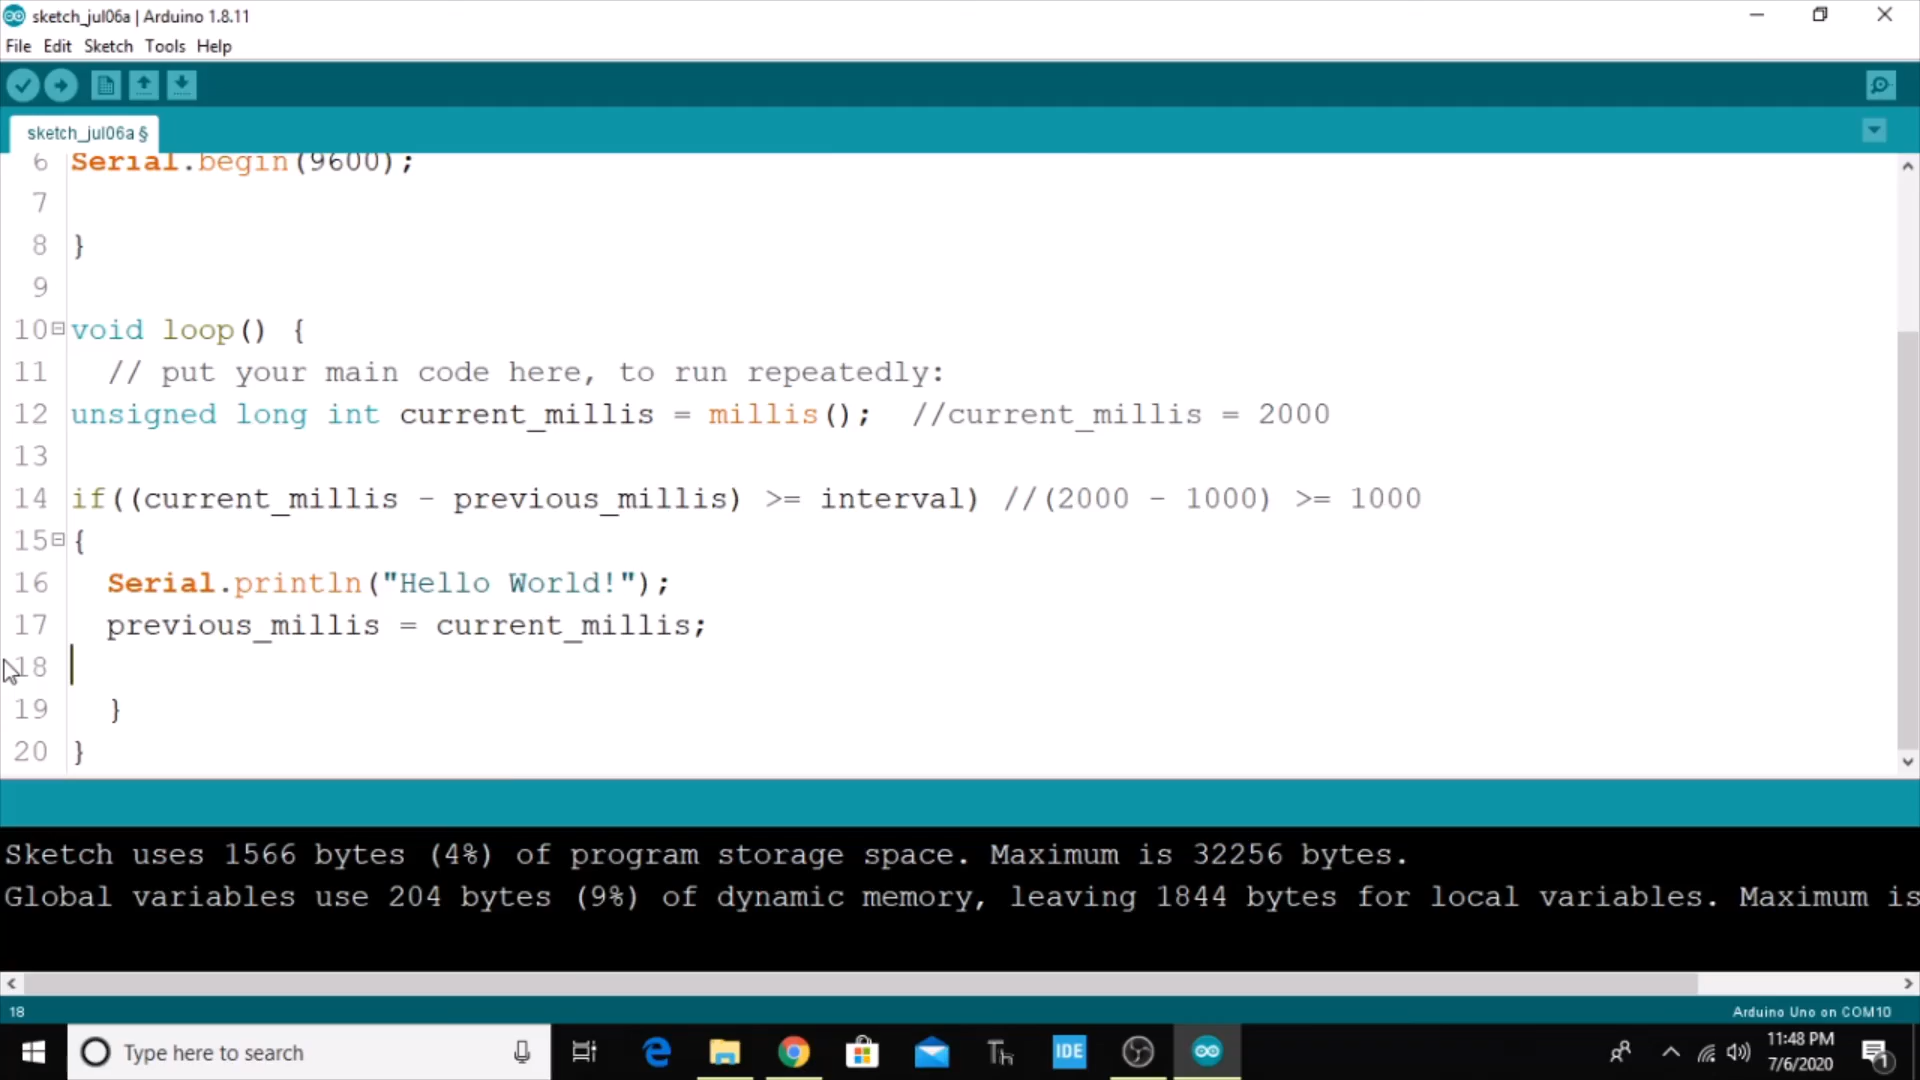 sketch_jul06a | Arduino 1.8.11
File Edit Sketch Tools Help
sketch_jul06a §
6 Serial.begin(9600);
7
8 }
9
10 void loop() {
11 // put your main code here, to run repeatedly:
12 unsigned long int current_millis = millis(); //current_millis = 2000
13
14 if((current_millis - previous_millis) >= interval) //(2000 - 1000) >= 1000
15 {
16 Serial.println("Hello World!");
17 previous_millis = current_millis;
18
19 }
20 }
Sketch uses 1566 bytes (4%) of program storage space. Maximum is 32256 bytes.
Global variables use 204 bytes (9%) of dynamic memory, leaving 1844 bytes for local variables. Maximum is
18
Arduino Uno on COM10
Type here to search
Th
IDE
11:48 PM
7/6/2020
1